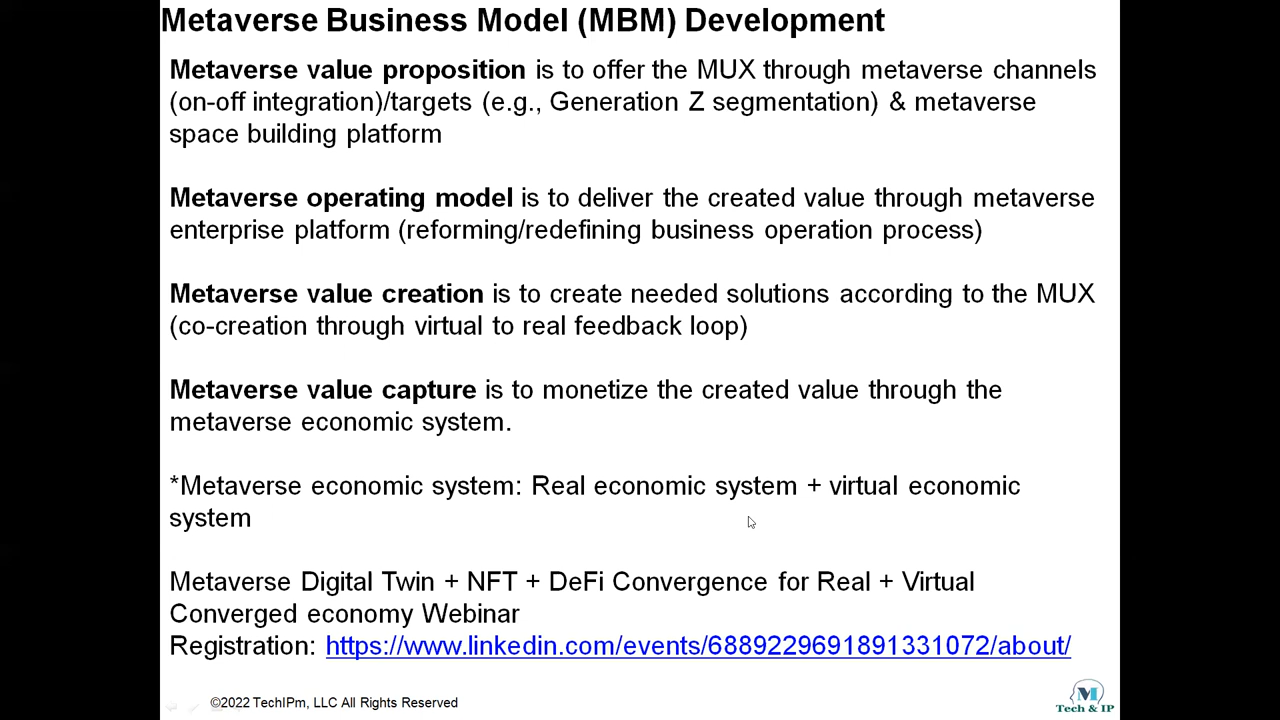 Metaverse Business Model (MBM) Development
Metaverse value proposition is to offer the MUX through metaverse channels
(on-off integration)/targets (e.g., Generation Z segmentation) & metaverse
space building platform
Metaverse operating model is to deliver the created value through metaverse
enterprise platform (reforming/redefining business operation process)
Metaverse value creation is to create needed solutions according to the MUX
(co-creation through virtual to real feedback loop)
Metaverse value capture is to monetize the created value through the
metaverse economic system.
*Metaverse economic system: Real economic system + virtual economic
system
Metaverse Digital Twin + NFT + DeFi Convergence for Real + Virtual
Converged economy Webinar
Registration: https://www.linkedin.com/events/6889229691891331072/about/
©2022 TechIPm, LLC All Rights Reserved
M
Tech & IP